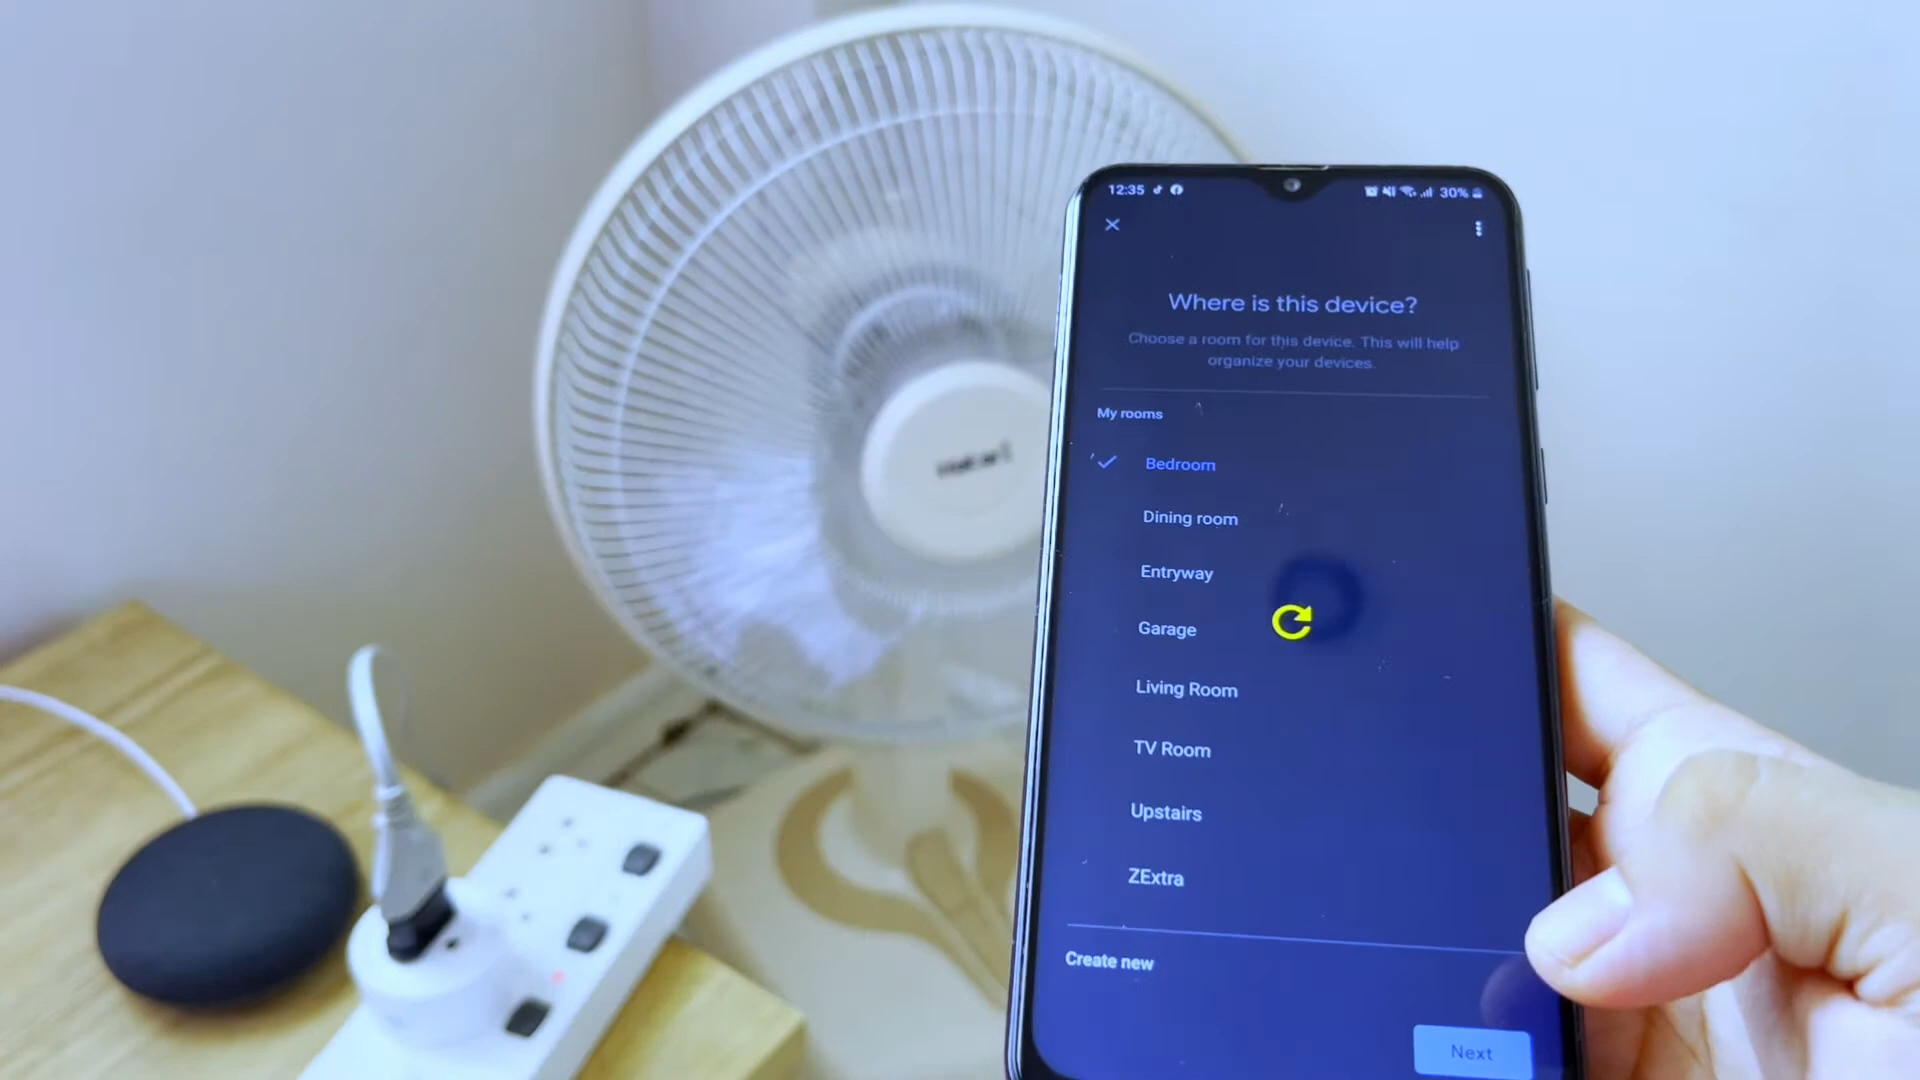 12:35
30%
Where is this device?
Choose a room for this device. This will help
organize your devices.
My rooms
Bedroom
Dining room
Entryway
Garage
Living Room
TV Room
Upstairs
ZExtra
Create new
Next